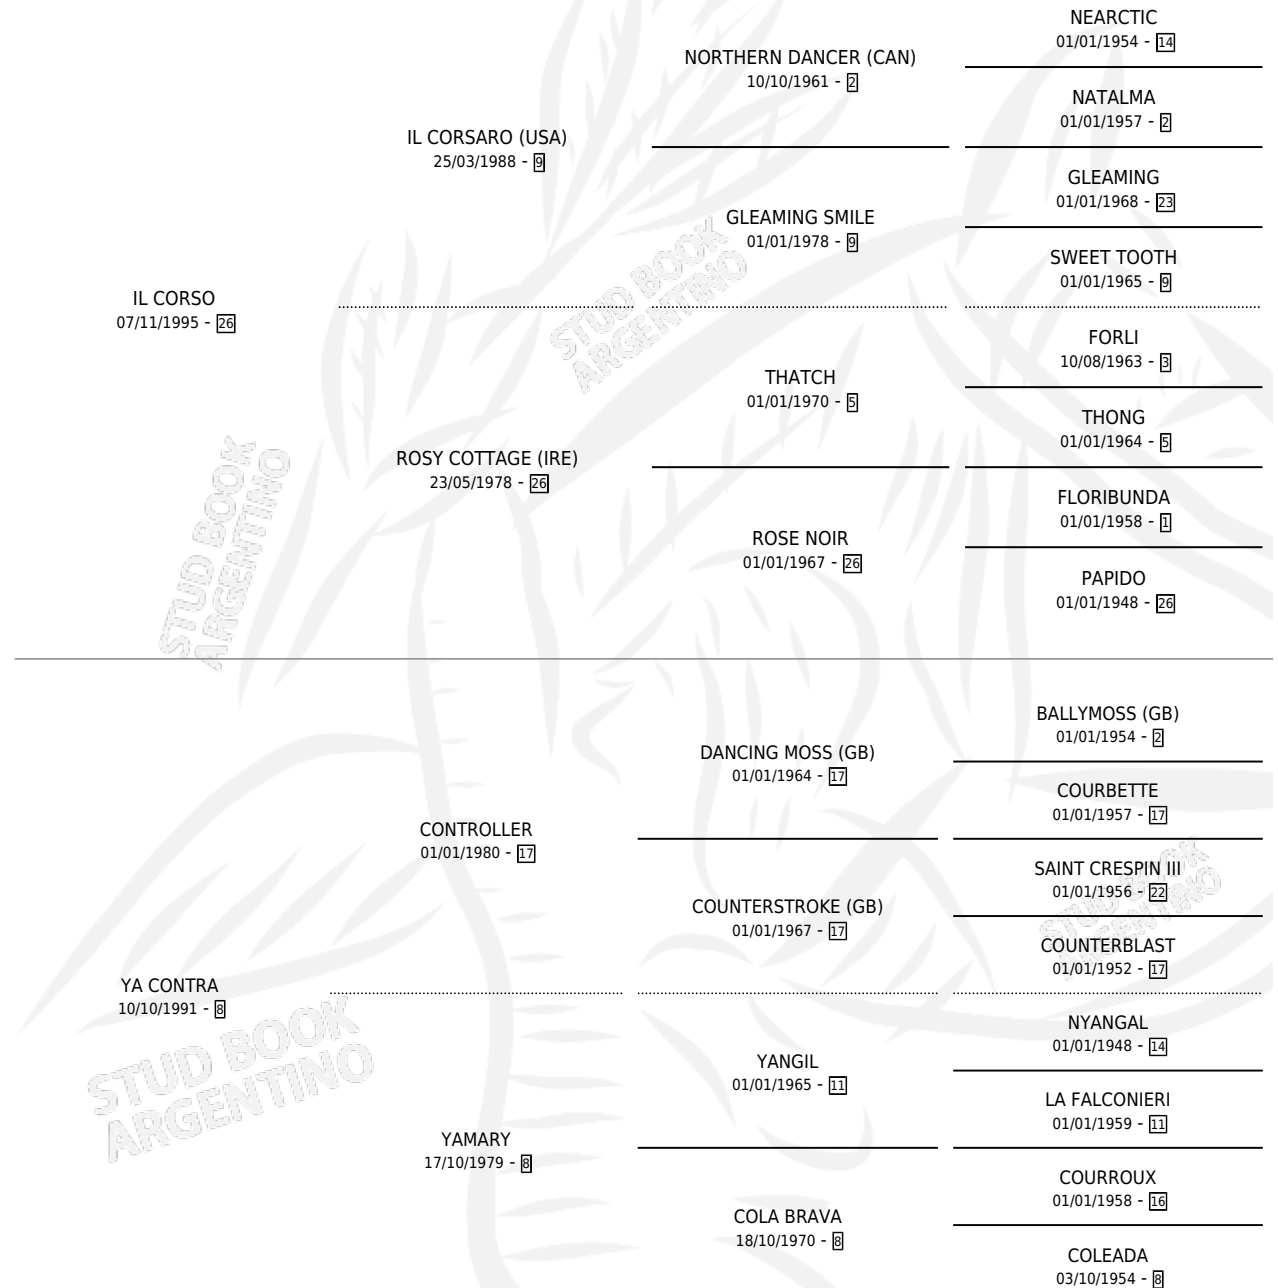 NEARCTIC
01/01/1954 - 14
NORTHERN DANCER (CAN)
10/10/1961 - 2
NATALMA
01/01/1957 - 2
IL CORSARO (USA)
25/03/1988 - 9
GLEAMING
01/01/1968 - 23
GLEAMING SMILE
01/01/1978 - 9
SWEET TOOTH
01/01/1965 - 9
IL CORSO
07/11/1995 - 26
FORLI
10/08/1963 - 3
THATCH
01/01/1970 - 5
THONG
01/01/1964 - 5
ROSY COTTAGE (IRE)
23/05/1978 - 26
FLORIBUNDA
01/01/1958 - 1
ROSE NOIR
01/01/1967 - 26
PAPIDO
01/01/1948 - 26
BALLYMOSS (GB)
01/01/1954 - 2
DANCING MOSS (GB)
01/01/1964 - 17
COURBETTE
01/01/1957 - 17
CONTROLLER
01/01/1980 - 17
SAINT CRESPIN III
01/01/1956 - 22
COUNTERSTROKE (GB)
01/01/1967 - 17
COUNTERBLAST
01/01/1952 - 17
YA CONTRA
10/10/1991 - 8
NYANGAL
01/01/1948 - 14
YANGIL
01/01/1965 - 11
LA FALCONIERI
01/01/1959 - 11
YAMARY
17/10/1979 - 8
COURROUX
01/01/1958 - 16
COLA BRAVA
18/10/1970 - 8
COLEADA
03/10/1954 - 8
STUD BOOK
ARGENTINO
STUD BOOK
ARGENTINO
STUD BOOK
ARGENTINO
STUD BOOK
ARGENTINO